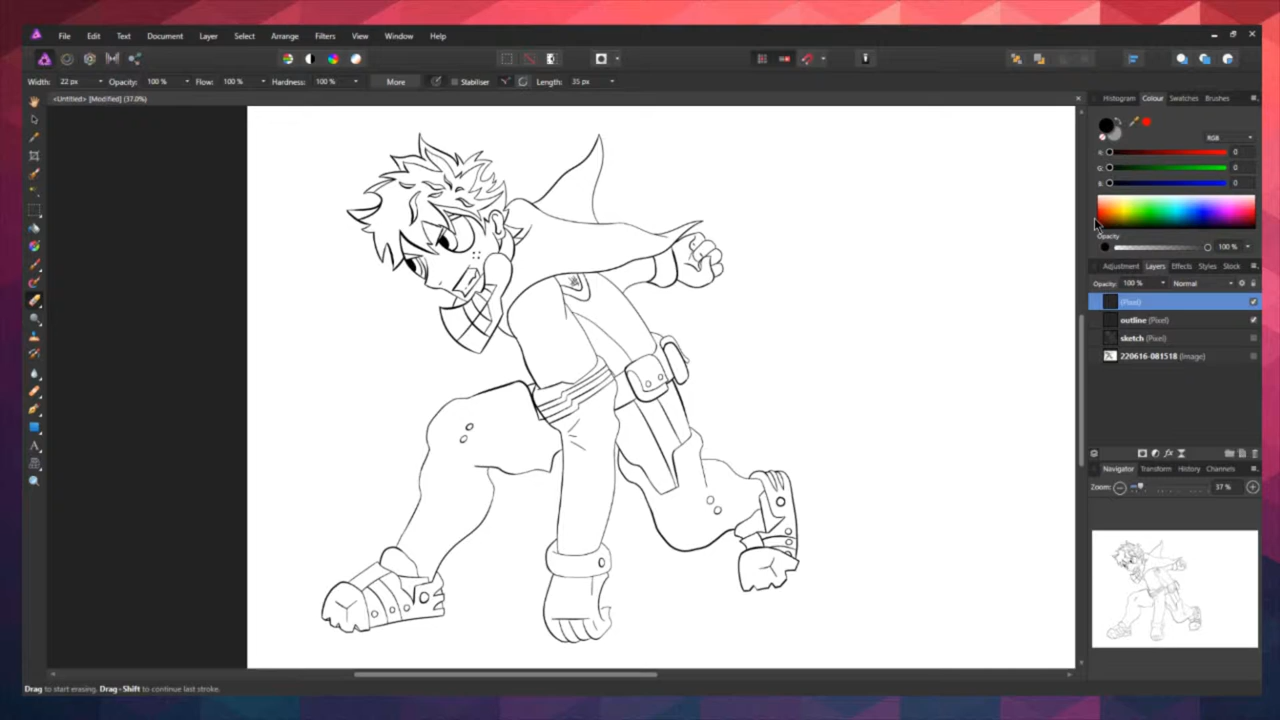 File Edit Text Document Layer Select Arrange Filters View Window Help
Width: 22 px Opacity: 100 % Flow: 100 % Hardness: 100 % More Stabiliser Length: 35 px
<Untitled> [Modified] (37.0%)
Histogram Colour Swatches Brushes
RGB
R: 0
G: 0
B: 0
Opacity
100 %
Adjustment Layers Effects Styles Stock
Opacity: 100 % Normal
(Pixel)
outline (Pixel)
sketch (Pixel)
220616-081518 (Image)
Navigator Transform History Channels
Zoom: 37 %
Drag to start erasing. Drag+Shift to continue last stroke.